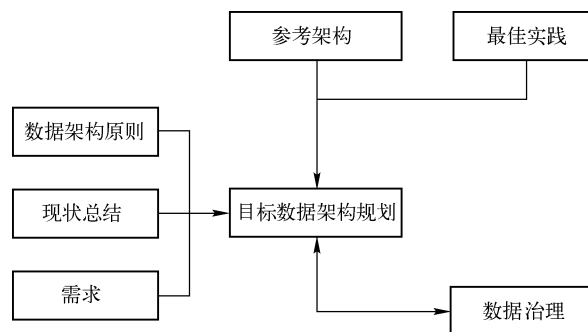 参考架构
最佳实践
数据架构原则
现状总结
目标数据架构规划
需求
数据治理